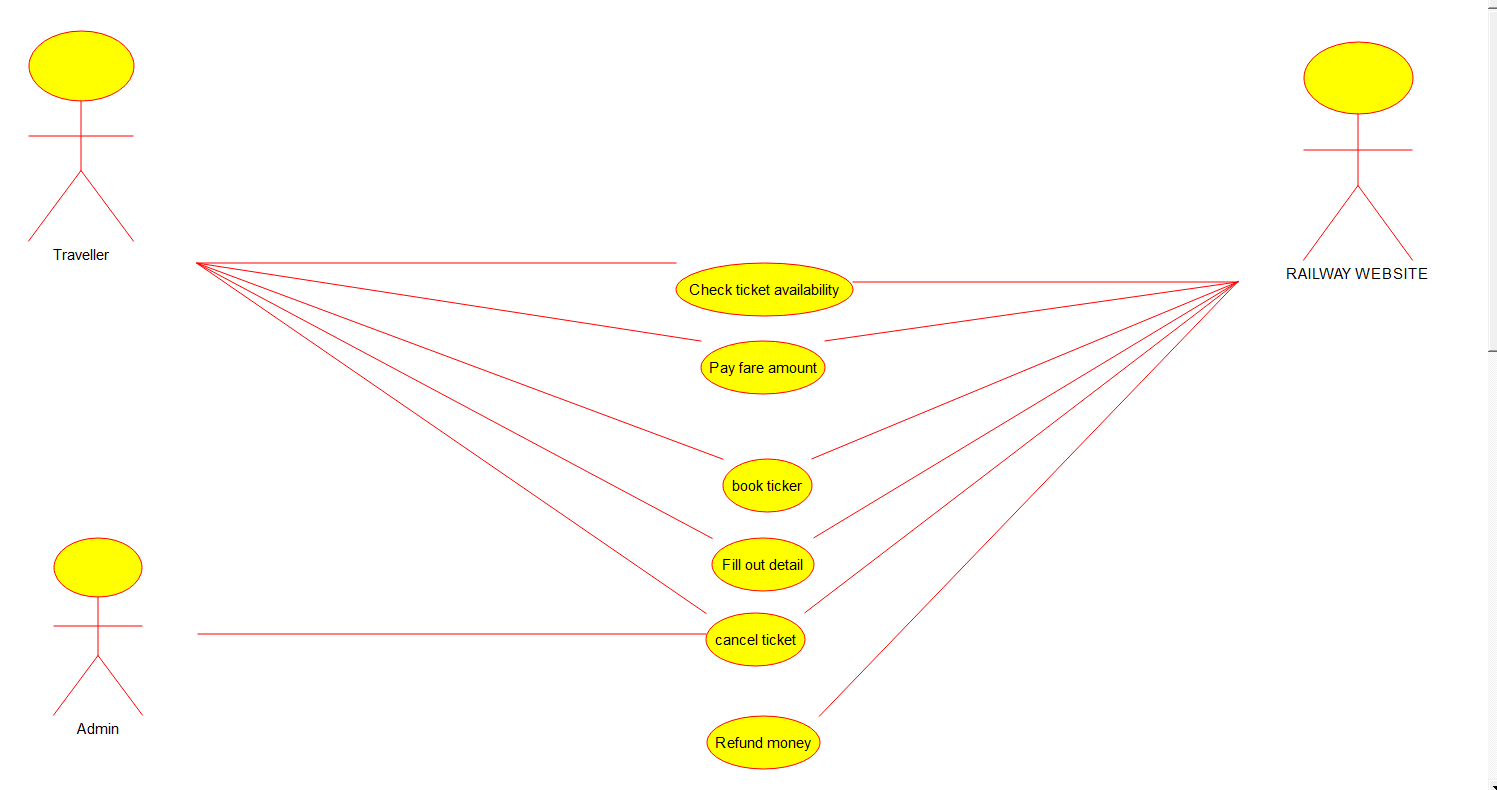 Traveller
RAILWAY WEBSITE
Check ticket availability
Pay fare amount
book ticker
Fill out detail
cancel ticket
Admin
Refund money